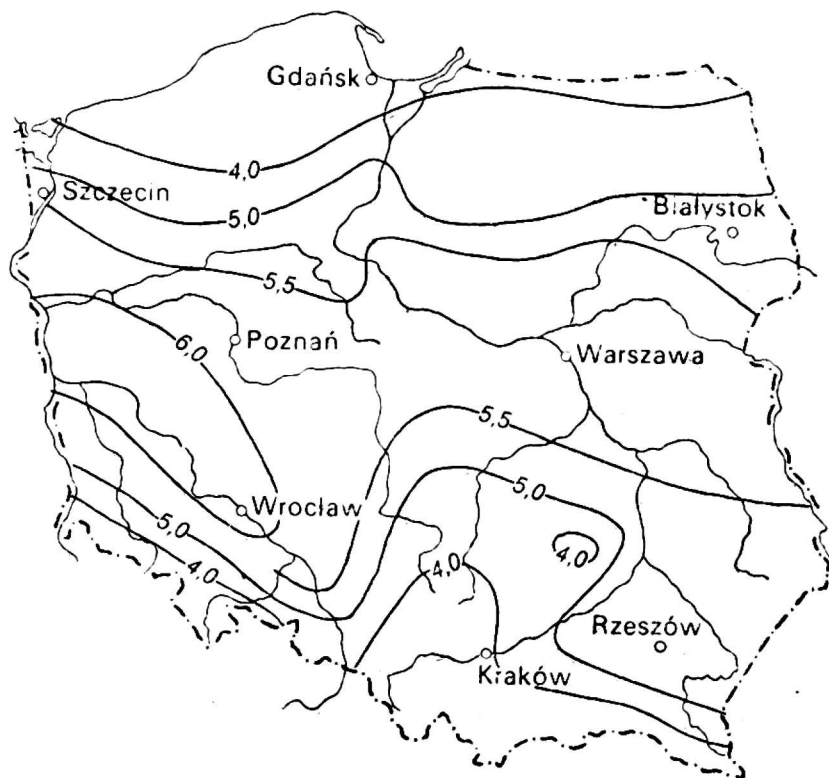 Gdańsk
4,0
Szczecin
5,0
Białystok
5,5
6,0
Poznań
Warszawa
5,5
5,0
Wrocław
5,0
4,0
4,0
4,0
Rzeszów
Kraków